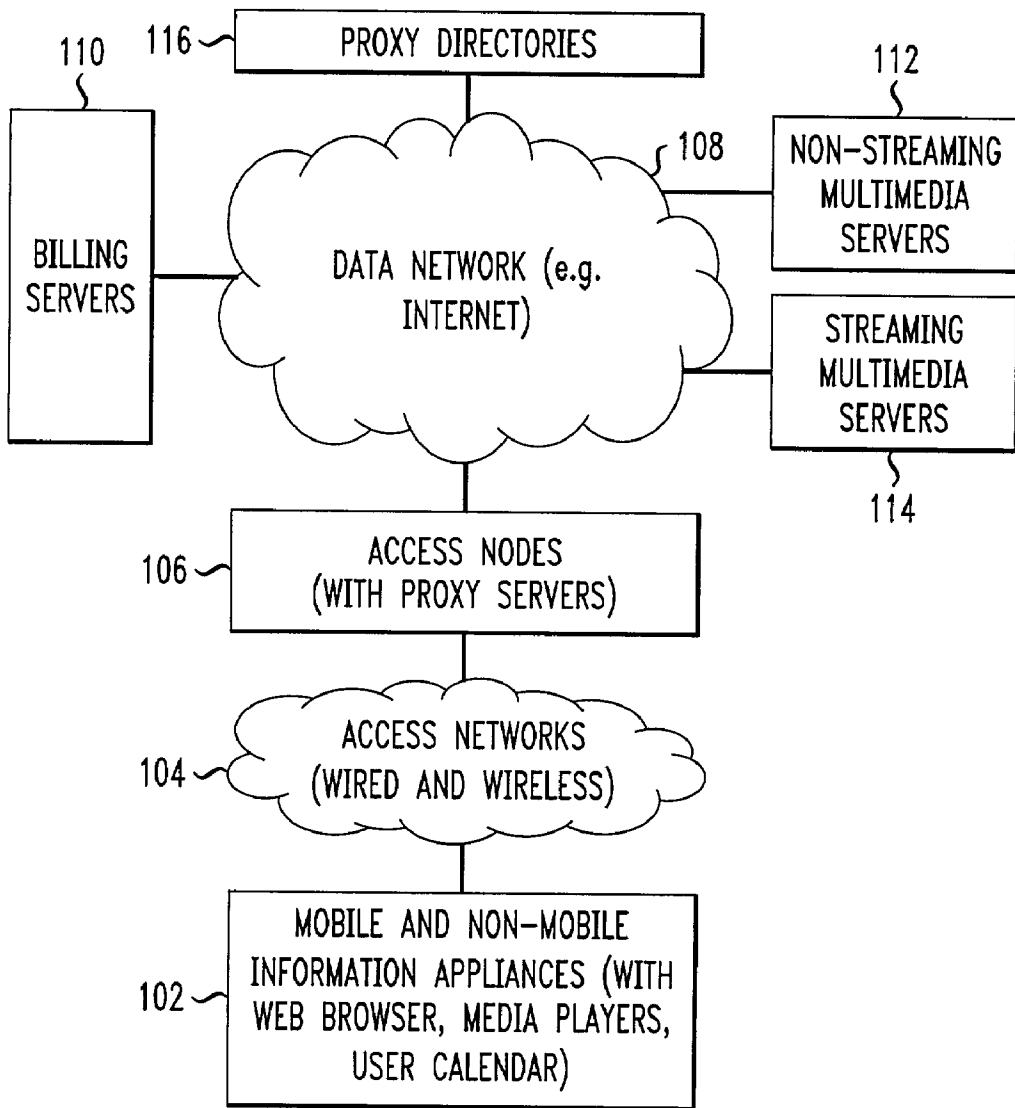 116
PROXY DIRECTORIES
110
112
BILLING
SERVERS
108
NON-STREAMING
MULTIMEDIA
SERVERS
DATA NETWORK (e.g.
INTERNET)
STREAMING
MULTIMEDIA
SERVERS
114
106
ACCESS NODES
(WITH PROXY SERVERS)
104
ACCESS NETWORKS
(WIRED AND WIRELESS)
102
MOBILE AND NON-MOBILE
INFORMATION APPLIANCES (WITH
WEB BROWSER, MEDIA PLAYERS,
USER CALENDAR)